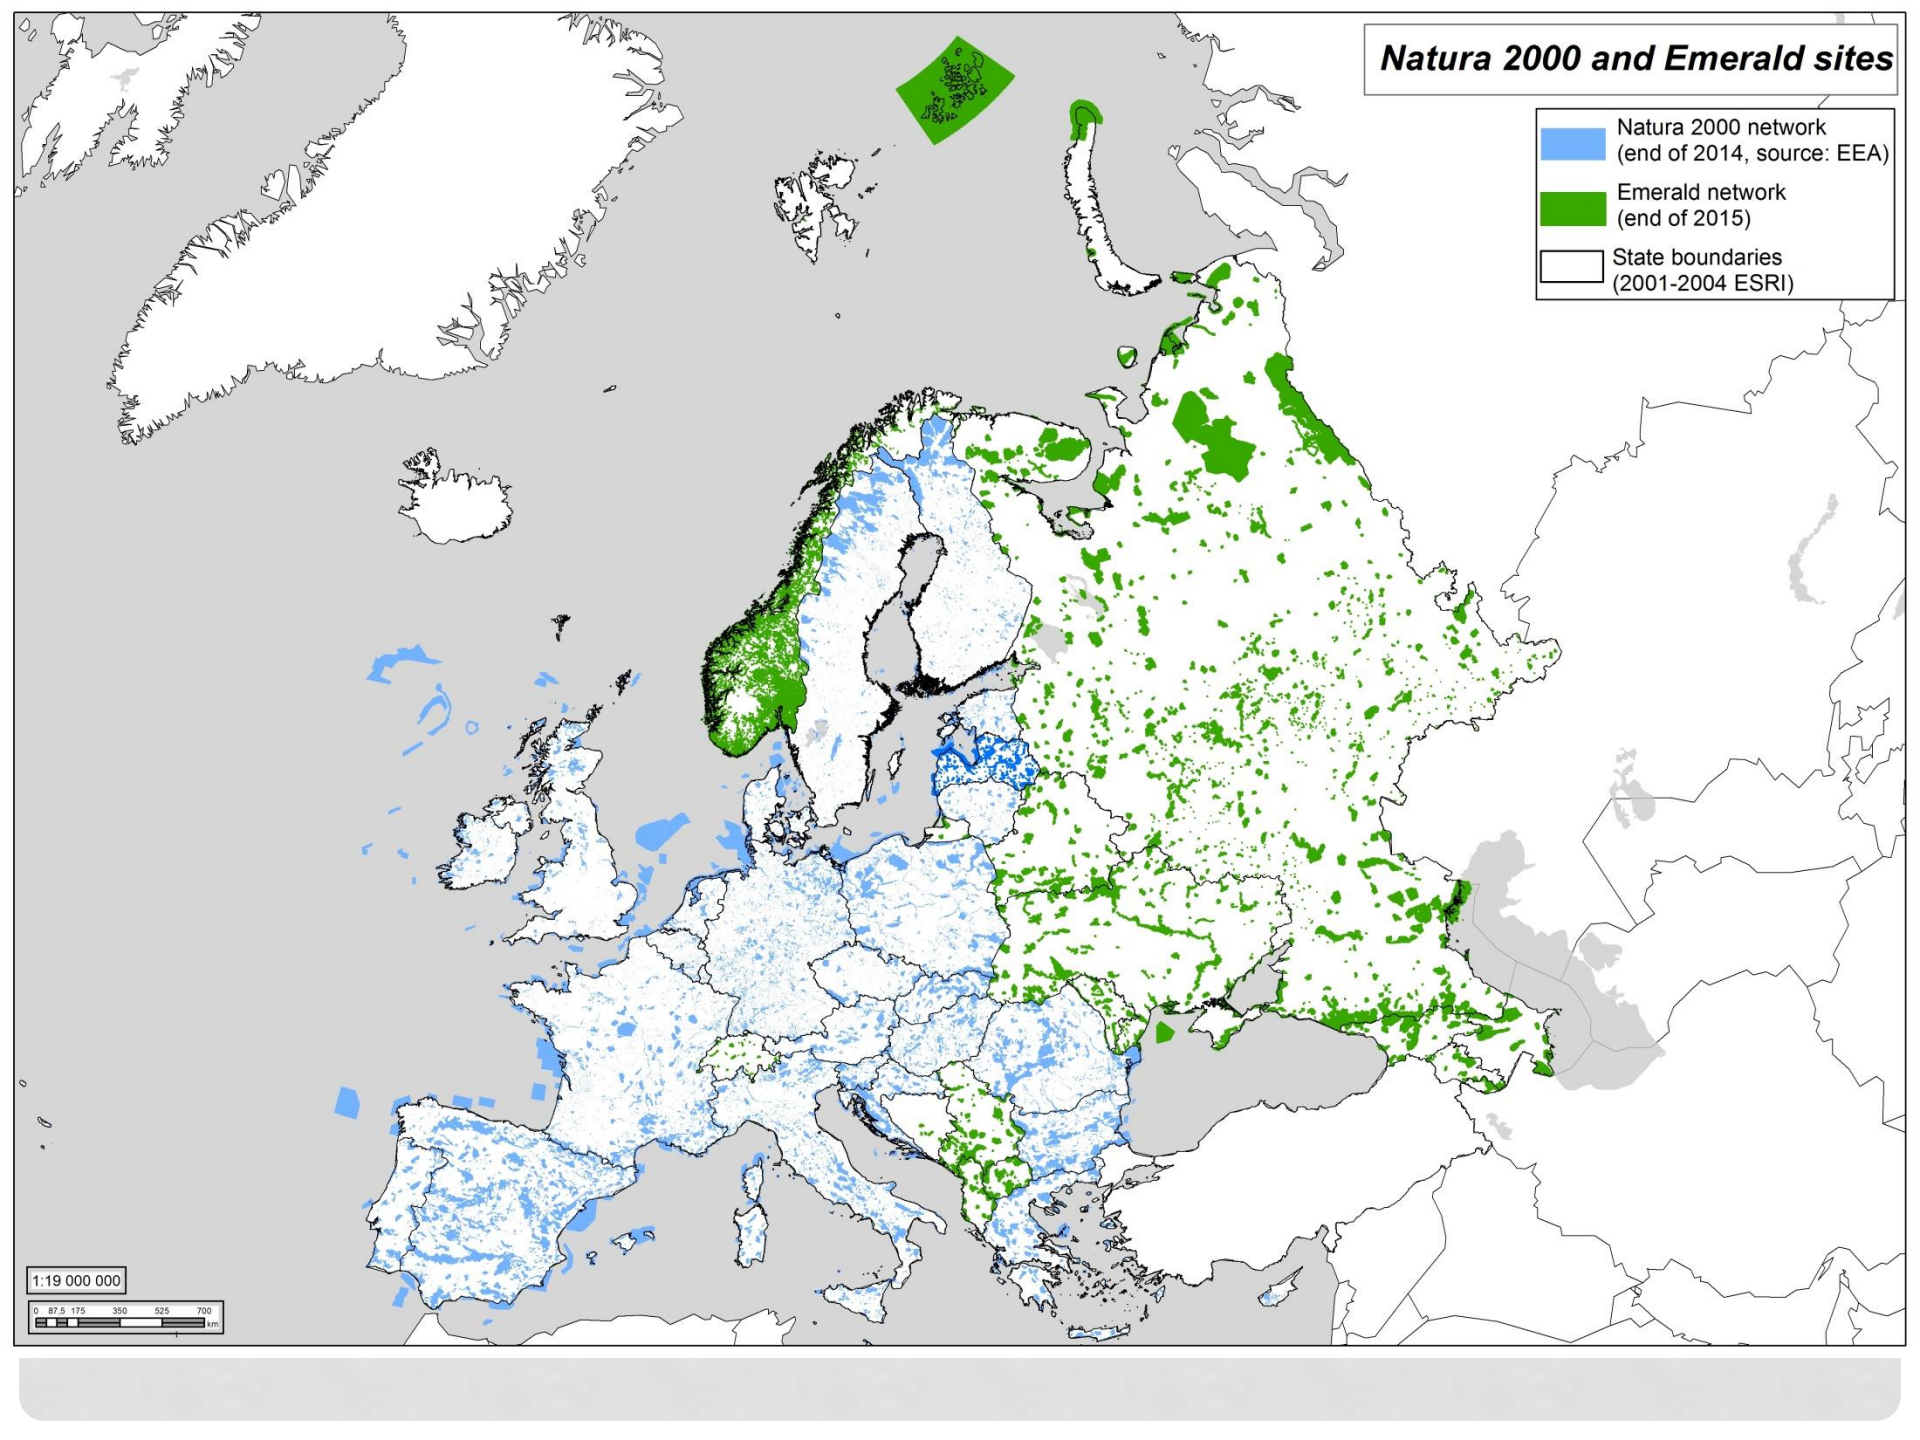 Natura 2000 and Emerald sites
Natura 2000 network
(end of 2014, source: EEA)
Emerald network
(end of 2015)
State boundaries
(2001-2004 ESRI)
1:19 000 000
0 87,5 175 350 525 700
km